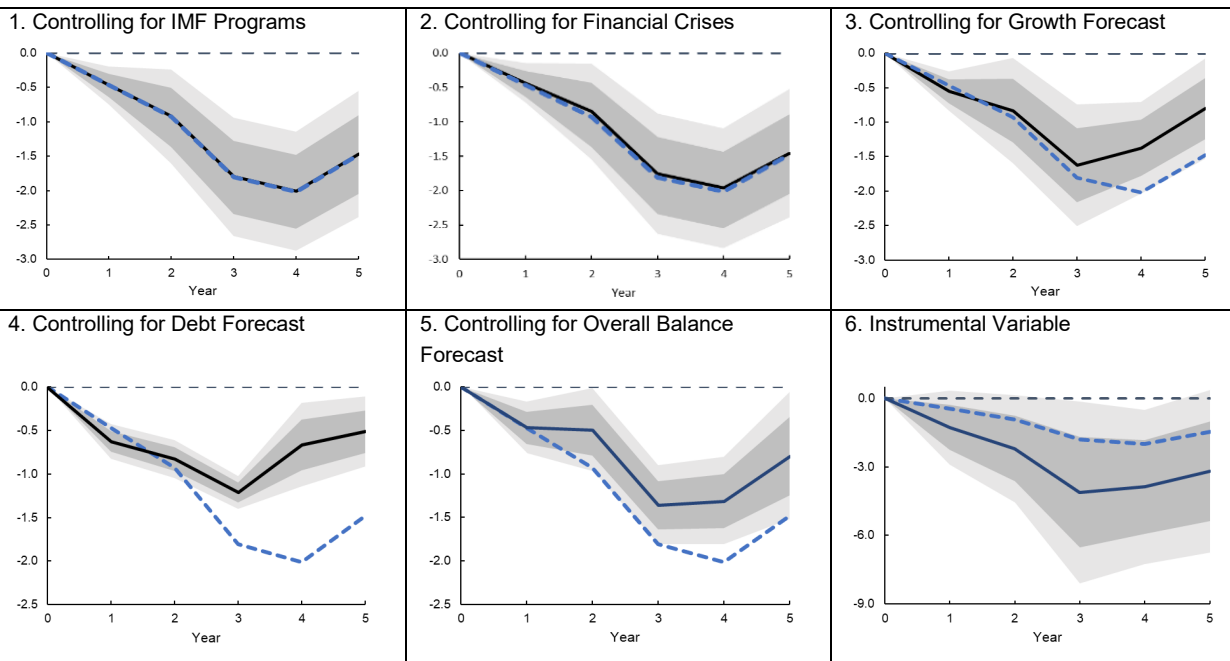 1. Controlling for IMF Programs
0.0
-0.5
-1.0
-1.5
-2.0
-2.5
-3.0
0 1 2 3 4 5
Year
2. Controlling for Financial Crises
0.0
-0.5
-1.0
-1.5
-2.0
-2.5
-3.0
0 1 2 3 4 5
Year
3. Controlling for Growth Forecast
0.0
-0.5
-1.0
-1.5
-2.0
-2.5
-3.0
0 1 2 3 4 5
Year
4. Controlling for Debt Forecast
0.0
-0.5
-1.0
-1.5
-2.0
-2.5
0 1 2 3 4 5
Year
5. Controlling for Overall Balance
Forecast
0.0
-0.5
-1.0
-1.5
-2.0
-2.5
0 1 2 3 4 5
Year
6. Instrumental Variable
0.0
-3.0
-6.0
-9.0
0 1 2 3 4 5
Year